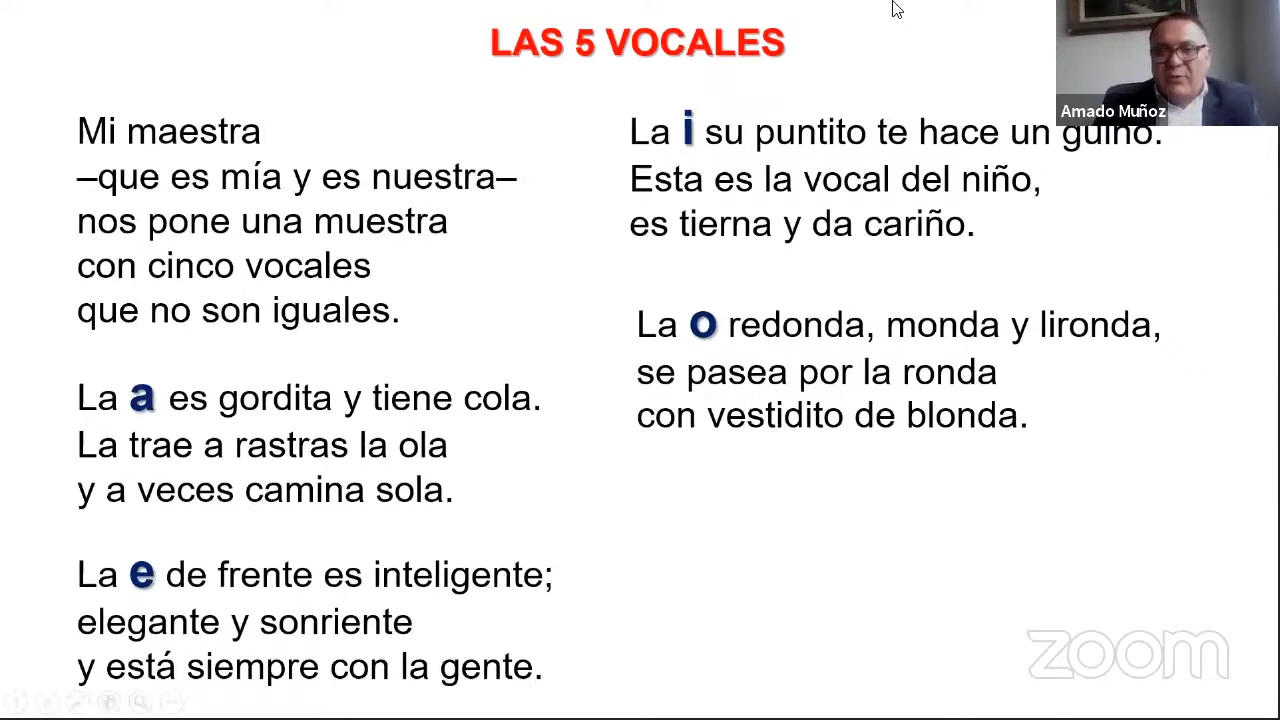 LAS 5 VOCALES
Mi maestra
–que es mía y es nuestra–
nos pone una muestra
con cinco vocales
que no son iguales.
La a es gordita y tiene cola.
La trae a rastras la ola
y a veces camina sola.
La e de frente es inteligente;
elegante y sonriente
y está siempre con la gente.
La i su puntito te hace un guiño.
Esta es la vocal del niño,
es tierna y da cariño.
La o redonda, monda y lironda,
se pasea por la ronda
con vestidito de blonda.
Amado Muñoz
zoom